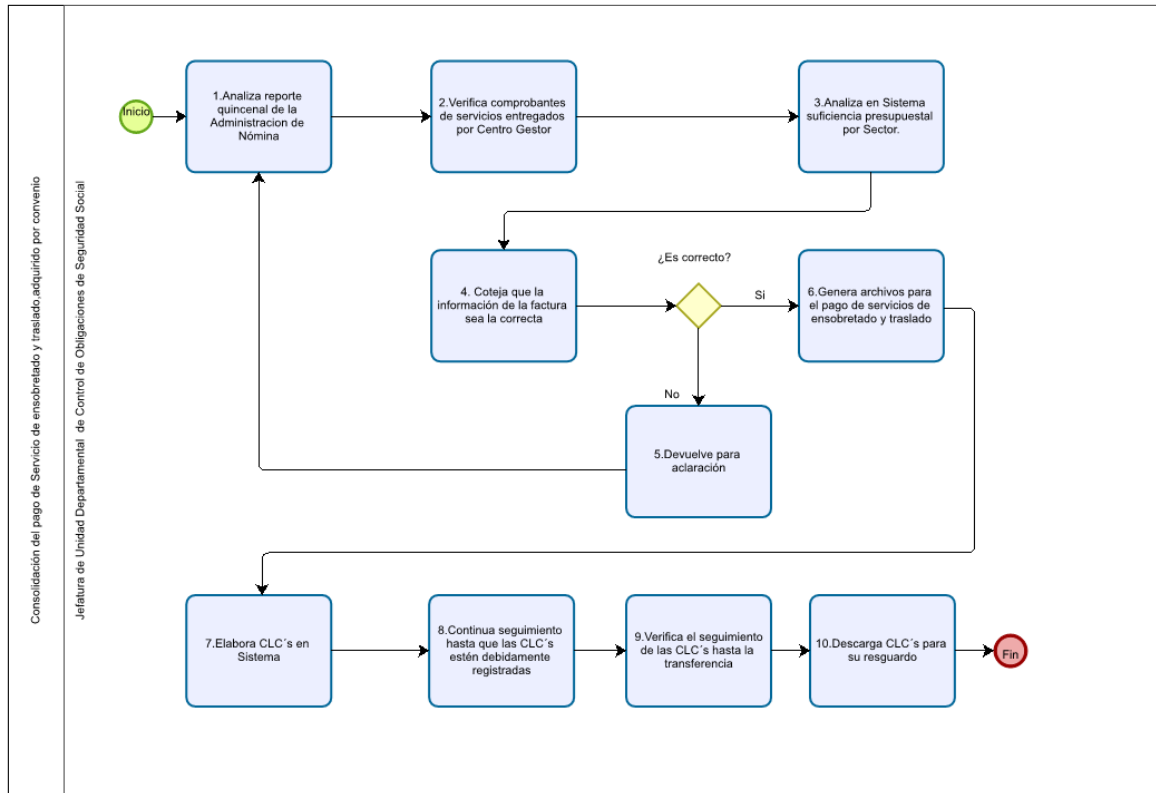 Consolidación del pago de Servicio de ensobretado y traslado,adquirido por convenio
Jefatura de Unidad Departamental de Control de Obligaciones de Seguridad Social
Inicio
1.Analiza reporte
quincenal de la
Administracion de
Nómina
2.Verifica comprobantes
de servicios entregados
por Centro Gestor
3.Analiza en Sistema
suficiencia presupuestal
por Sector.
4. Coteja que la
información de la factura
sea la correcta
¿Es correcto?
Si
6.Genera archivos para
el pago de servicios de
ensobretado y traslado
No
5.Devuelve para
aclaración
7.Elabora CLC´s en
Sistema
8.Continua seguimiento
hasta que las CLC´s
estén debidamente
registradas
9.Verifica el seguimiento
de las CLC´s hasta la
transferencia
10.Descarga CLC´s para
su resguardo
Fin